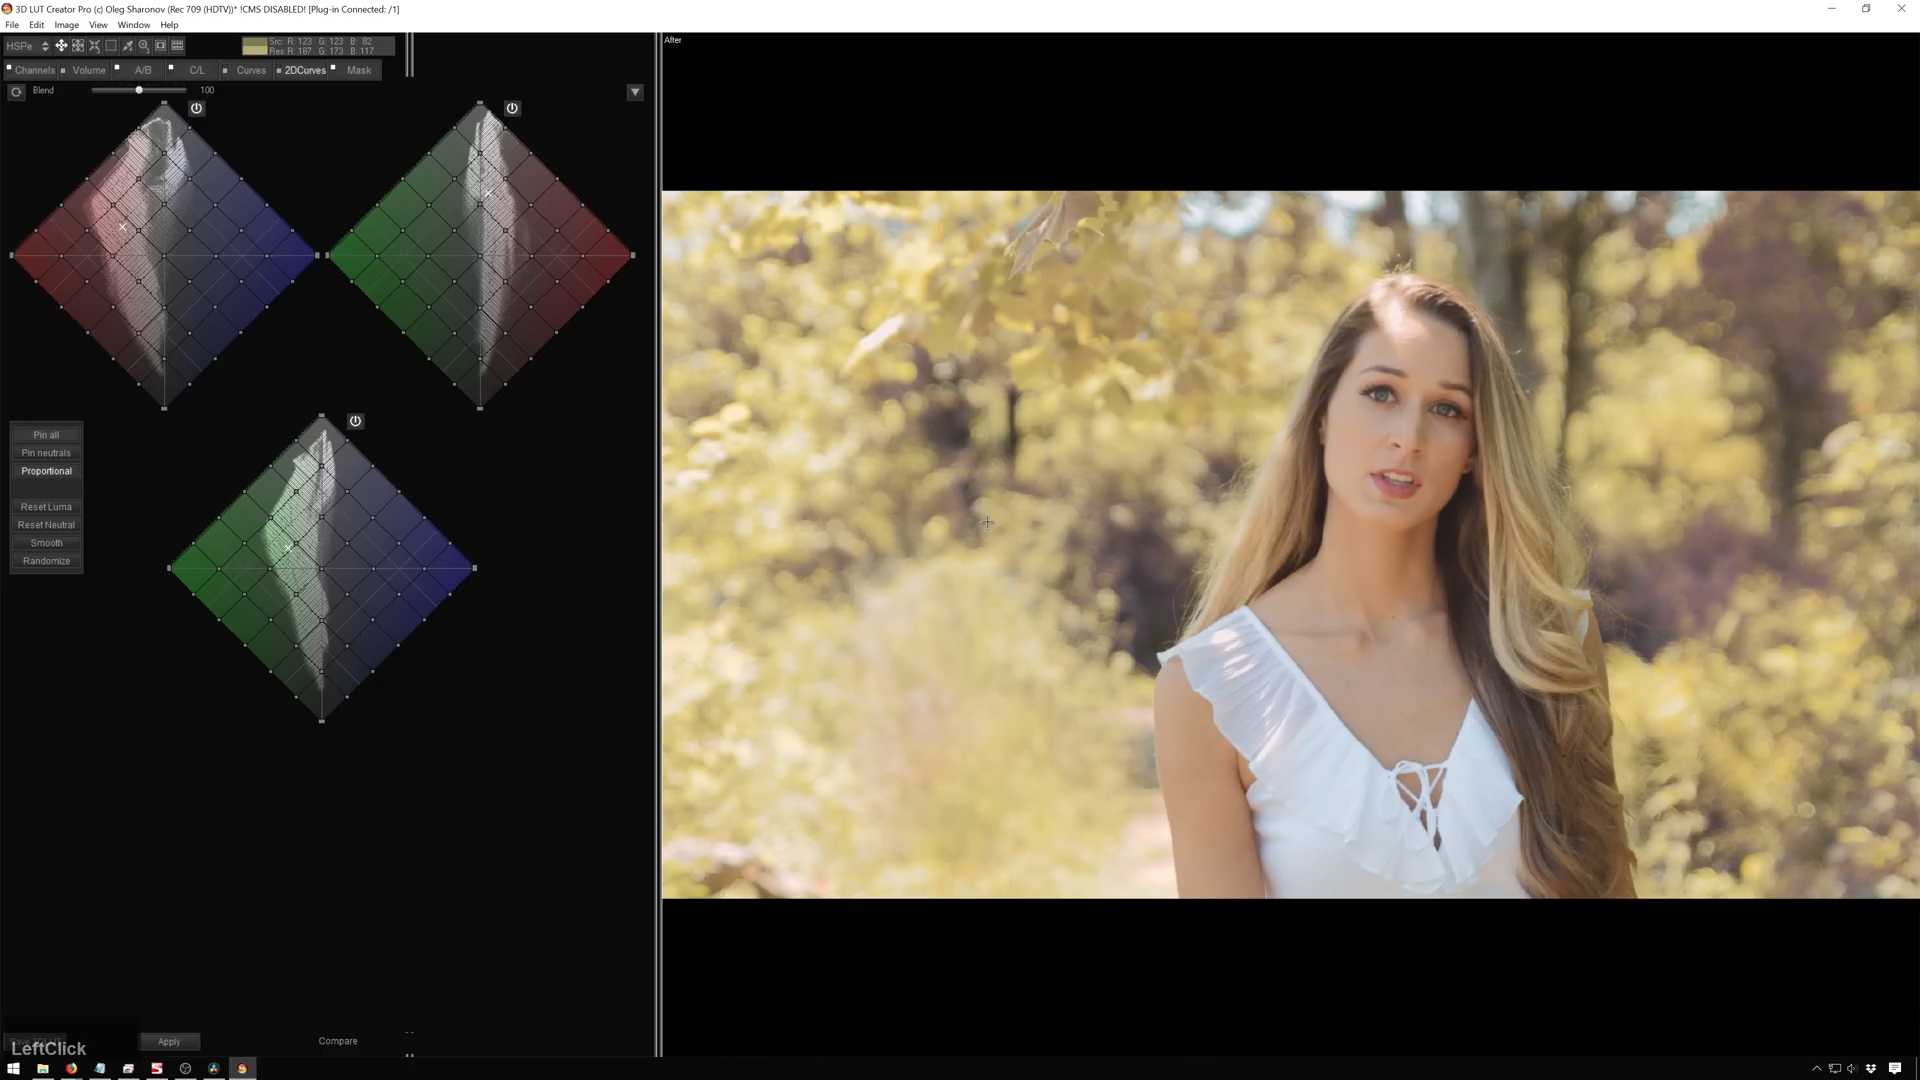 3D LUT Creator Pro (c) Oleg Sharonov (Rec 709 (HDTV))* !CMS DISABLED! [Plug-in Connected: /1]
File Edit Image View Window Help
HSPe
Src: R: 123 G: 123 B: 82
Res: R: 187 G: 173 B: 117
After
Channels Volume A/B C/L Curves 2DCurves Mask
Blend 100
Pin all
Pin neutrals
Proportional
Reset Luma
Reset Neutral
Smooth
Randomize
Apply Compare
LeftClick